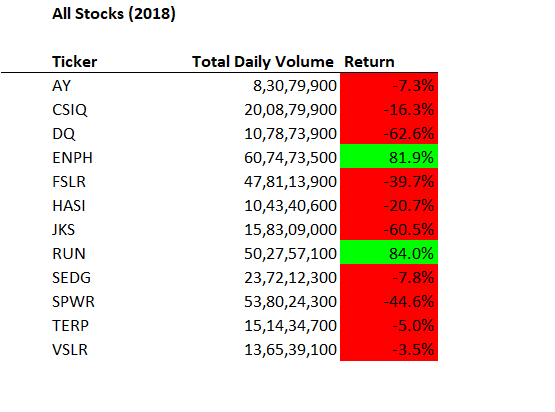 All Stocks (2018)
Ticker Total Daily Volume Return
AY 8,30,79,900 -7.3%
CSIQ 20,08,79,900 -16.3%
DQ 10,78,73,900 -62.6%
ENPH 60,74,73,500 81.9%
FSLR 47,81,13,900 -39.7%
HASI 10,43,40,600 -20.7%
JKS 15,83,09,000 -60.5%
RUN 50,27,57,100 84.0%
SEDG 23,72,12,300 -7.8%
SPWR 53,80,24,300 -44.6%
TERP 15,14,34,700 -5.0%
VSLR 13,65,39,100 -3.5%